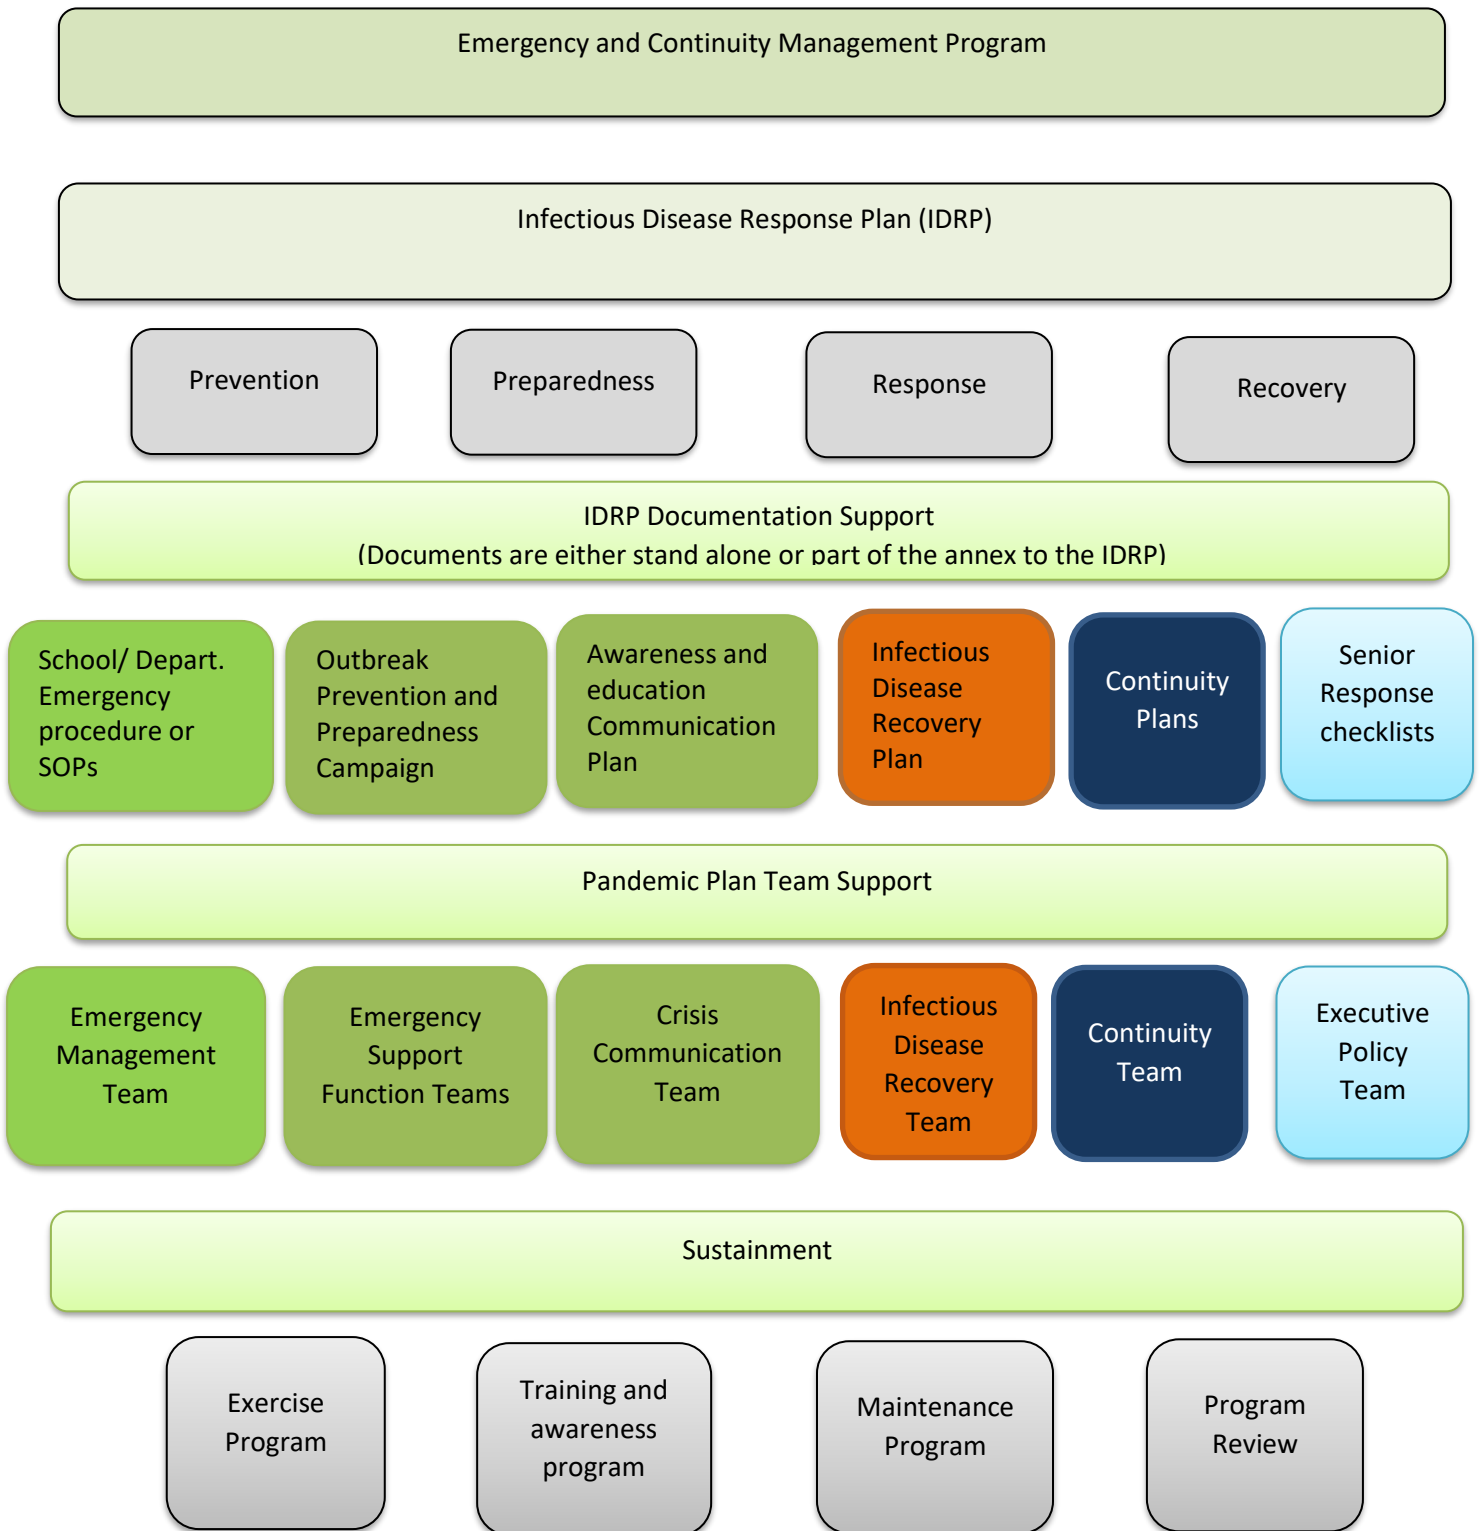 Emergency and Continuity Management Program
Infectious Disease Response Plan (IDRP)
Prevention
Preparedness
Response
Recovery
IDRP Documentation Support
(Documents are either stand alone or part of the annex to the IDRP)
School/ Depart.
Emergency
procedure or
SOPs
Outbreak
Prevention and
Preparedness
Campaign
Awareness and
education
Communication
Plan
Infectious
Disease
Recovery
Plan
Continuity
Plans
Senior
Response
checklists
Pandemic Plan Team Support
Emergency
Management
Team
Emergency
Support
Function Teams
Crisis
Communication
Team
Infectious
Disease
Recovery
Team
Continuity
Team
Executive
Policy
Team
Sustainment
Exercise
Program
Training and
awareness
program
Maintenance
Program
Program
Review